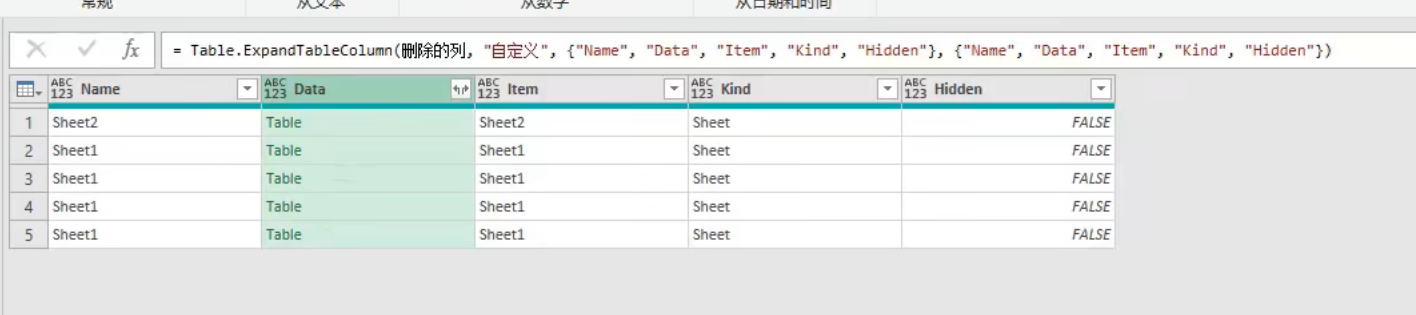 常规 从文本 从数字 从日期和时间
fx = Table.ExpandTableColumn(删除的列, "自定义", {"Name", "Data", "Item", "Kind", "Hidden"}, {"Name", "Data", "Item", "Kind", "Hidden"})
ABC 123 Name ABC 123 Data ABC 123 Item ABC 123 Kind ABC 123 Hidden
1 Sheet2 Table Sheet2 Sheet FALSE
2 Sheet1 Table Sheet1 Sheet FALSE
3 Sheet1 Table Sheet1 Sheet FALSE
4 Sheet1 Table Sheet1 Sheet FALSE
5 Sheet1 Table Sheet1 Sheet FALSE